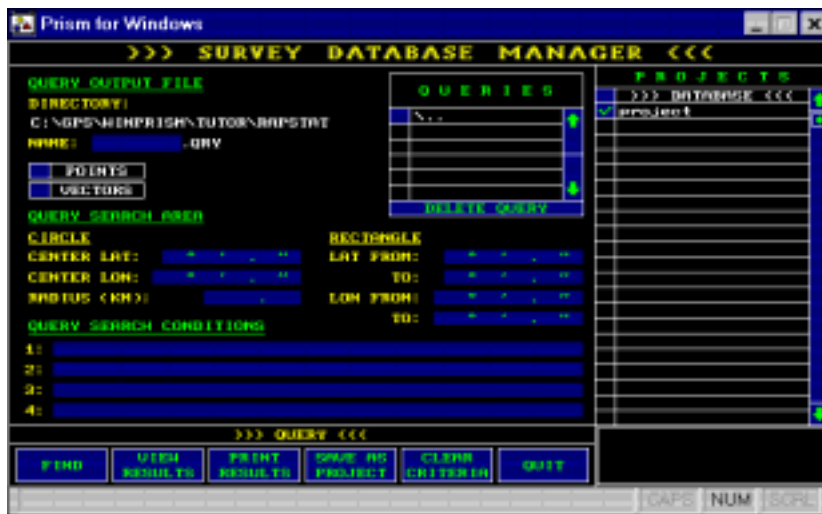 Prism for Windows
>>> SURVEY DATABASE MANAGER <<<
QUERY OUTPUT FILE
DIRECTORY:
C:\GPS\WINPRISM\TUTOR\RAPSTAT
NAME: .QRY
POINTS
VECTORS
QUERIES
\..
DELETE QUERY
PROJECTS
>>> DATABASE <<<
project
QUERY SEARCH AREA
CIRCLE
CENTER LAT: ° ' . "
CENTER LON: ° ' . "
RADIUS (KM): .
RECTANGLE
LAT FROM: ° ' . "
TO: ° ' . "
LON FROM: ° ' . "
TO: ° ' . "
QUERY SEARCH CONDITIONS
1:
2:
3:
4:
>>> QUERY <<<
FIND
VIEW RESULTS
PRINT RESULTS
SAVE AS PROJECT
CLEAR CRITERIA
QUIT
CAPS NUM SCRL